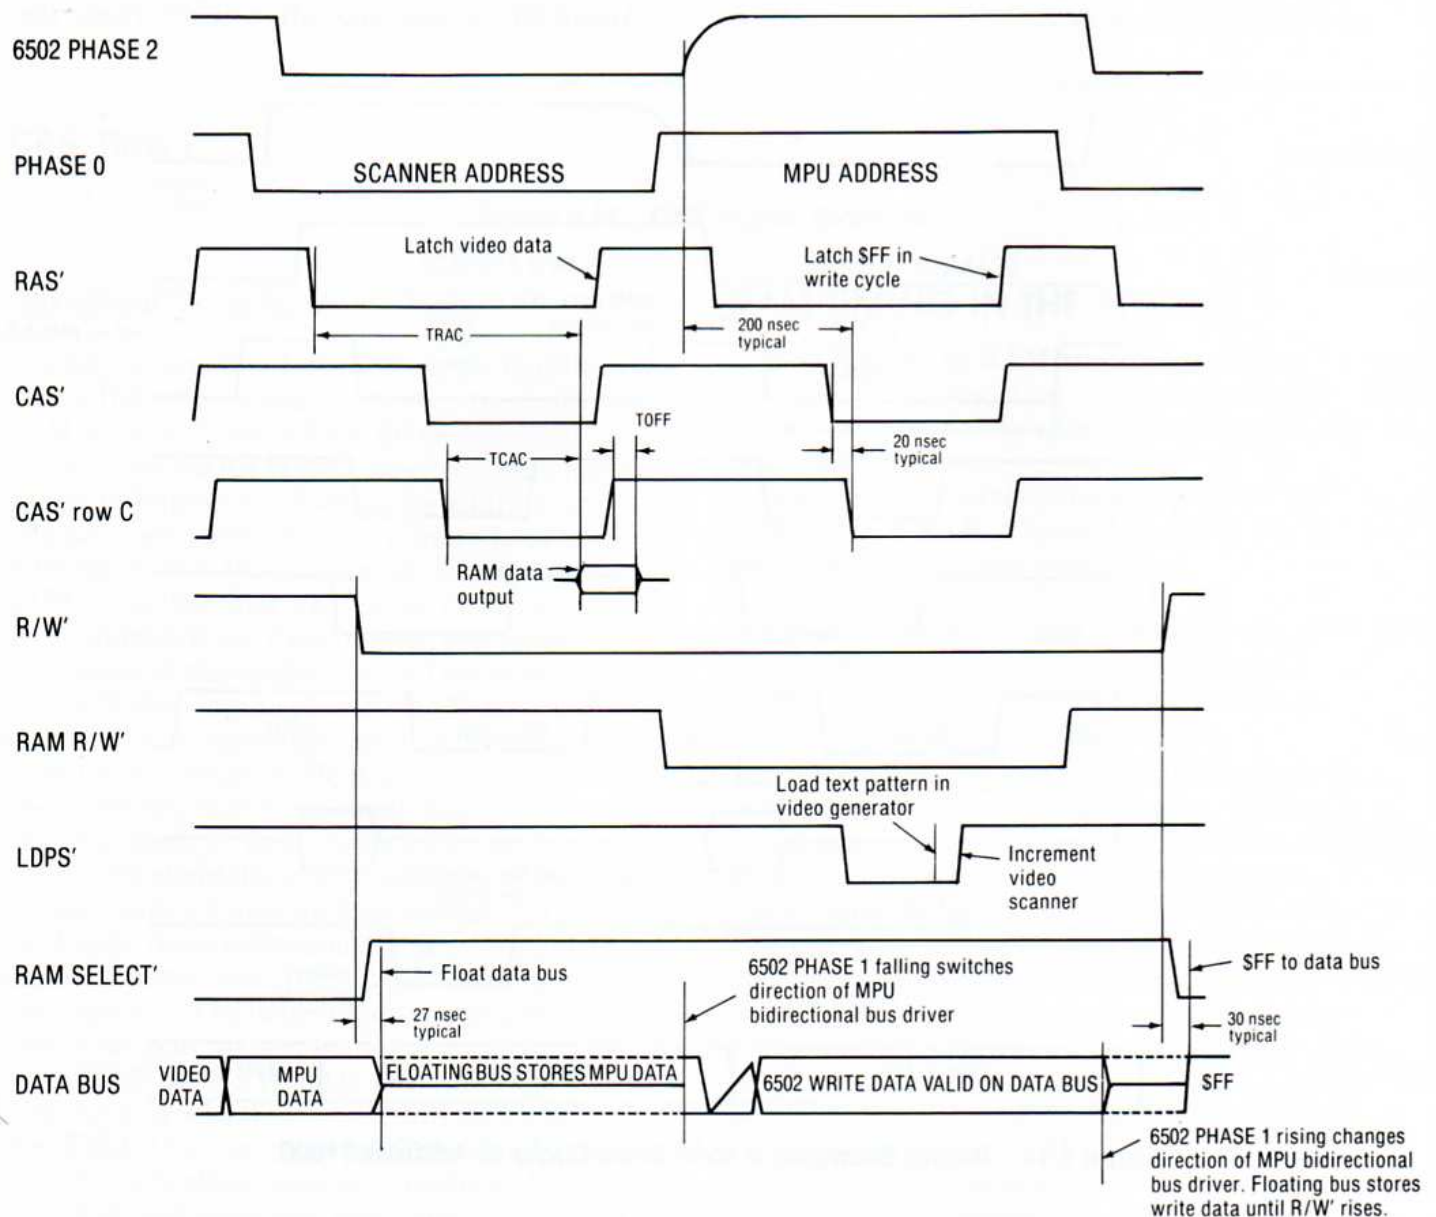 6502 PHASE 2
PHASE 0
SCANNER ADDRESS
MPU ADDRESS
RAS′
Latch video data
Latch $FF in
write cycle
TRAC
200 nsec
typical
CAS′
TOFF
TCAC
20 nsec
typical
CAS′ row C
RAM data
output
R/W′
RAM R/W′
Load text pattern in
video generator
LDPS′
Increment
video
scanner
RAM SELECT′
Float data bus
6502 PHASE 1 falling switches
direction of MPU
bidirectional bus driver
$FF to data bus
27 nsec
typical
30 nsec
typical
DATA BUS
VIDEO
DATA
MPU
DATA
FLOATING BUS STORES MPU DATA
6502 WRITE DATA VALID ON DATA BUS
$FF
6502 PHASE 1 rising changes
direction of MPU bidirectional
bus driver. Floating bus stores
write data until R/W′ rises.